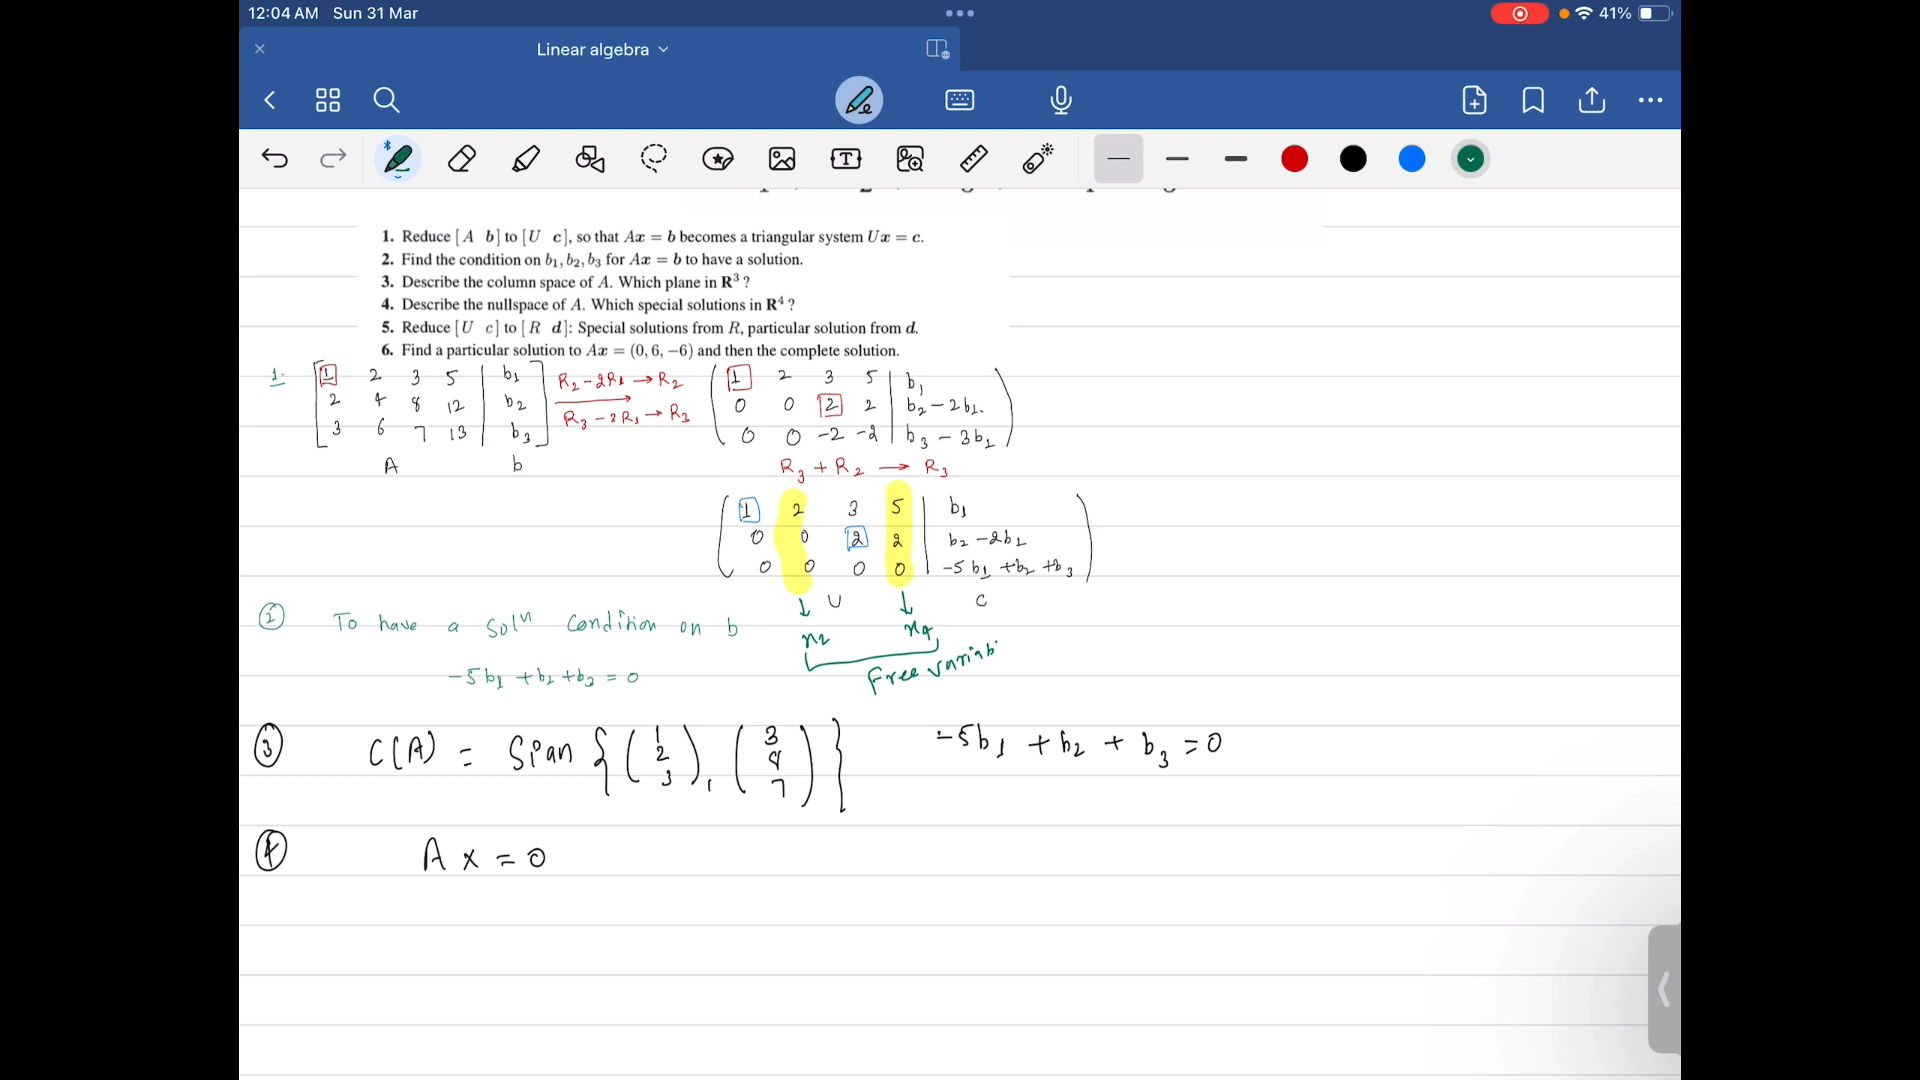 12:04 AM Sun 31 Mar
41%
Linear algebra
1. Reduce [A b] to [U c], so that Ax = b becomes a triangular system Ux = c.
2. Find the condition on b₁, b₂, b₃ for Ax = b to have a solution.
3. Describe the column space of A. Which plane in R³ ?
4. Describe the nullspace of A. Which special solutions in R⁴ ?
5. Reduce [U c] to [R d]: Special solutions from R, particular solution from d.
6. Find a particular solution to Ax = (0, 6, −6) and then the complete solution.
1. 1 2 3 5 | b₁ R₂ − 2R₁ → R₂ 1 2 3 5 | b₁
2 4 8 12 | b₂ 0 0 2 2 | b₂ − 2b₁.
3 6 7 13 | b₃ R₃ − 3R₁ → R₃ 0 0 −2 −2 | b₃ − 3b₁
A b R₃ + R₂ → R₃
1 2 3 5 | b₁
0 0 2 2 | b₂ − 2b₁
0 0 0 0 | −5b₁ + b₂ + b₃
↓ U ↓ C
② To have a solⁿ Condition on b x₂ x₄
−5b₁ + b₂ + b₃ = 0 Free variab
③ C(A) = Span { (1 2 3), (3 8 7) } −5b₁ + b₂ + b₃ = 0
④ A x = 0